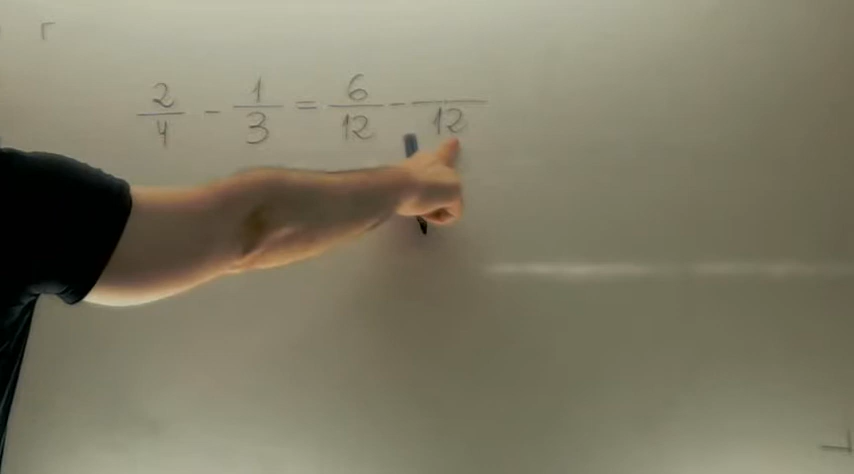 2/4 - 1/3 = 6/12 - /12